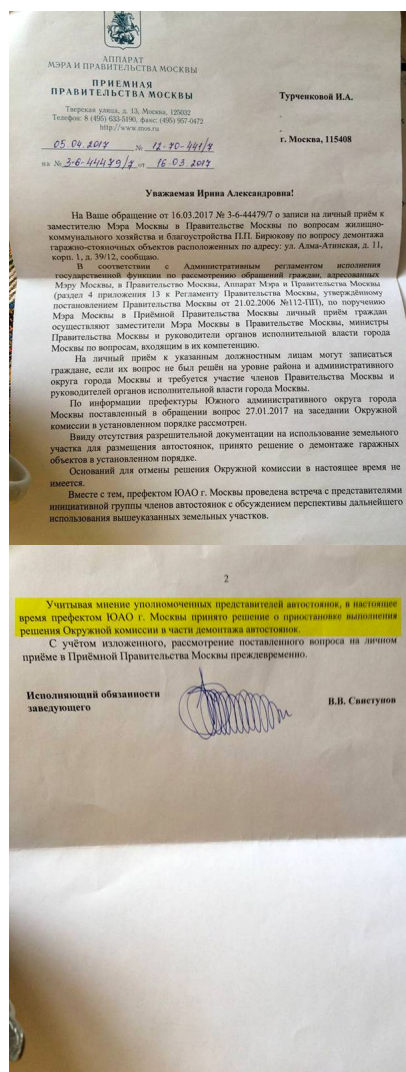 АППАРАТ
МЭРА И ПРАВИТЕЛЬСТВА МОСКВЫ
ПРИЕМНАЯ
ПРАВИТЕЛЬСТВА МОСКВЫ
Тверская улица, д. 13, Москва, 125032
Телефон: 8 (495) 633-5190, факс: (495) 957-0472
http://www.mos.ru
05.04.2017 № 12-70-441/7
на № 3-6-44479/7 от 16.03.2017
Турченковой И.А.
г. Москва, 115408
Уважаемая Ирина Александровна!
На Ваше обращение от 16.03.2017 № 3-6-44479/7 о записи на личный приём к
заместителю Мэра Москвы в Правительстве Москвы по вопросам жилищно-
коммунального хозяйства и благоустройства П.П. Бирюкову по вопросу демонтажа
гаражно-стояночных объектов расположенных по адресу: ул. Алма-Атинская, д. 11,
корп. 1, д. 39/12, сообщаю.
В соответствии с Административным регламентом исполнения
государственной функции по рассмотрению обращений граждан, адресованных
Мэру Москвы, в Правительство Москвы, Аппарат Мэра и Правительства Москвы
(раздел 4 приложения 13 к Регламенту Правительства Москвы, утверждённому
постановлением Правительства Москвы от 21.02.2006 №112-ПП), по поручению
Мэра Москвы в Приёмной Правительства Москвы личный приём граждан
осуществляют заместители Мэра Москвы в Правительстве Москвы, министры
Правительства Москвы и руководители органов исполнительной власти города
Москвы по вопросам, входящим в их компетенцию.
На личный приём к указанным должностным лицам могут записаться
граждане, если их вопрос не был решён на уровне района и административного
округа города Москвы и требуется участие членов Правительства Москвы и
руководителей органов исполнительной власти города Москвы.
По информации префектуры Южного административного округа города
Москвы поставленный в обращении вопрос 27.01.2017 на заседании Окружной
комиссии в установленном порядке рассмотрен.
Ввиду отсутствия разрешительной документации на использование земельного
участка для размещения автостоянок, принято решение о демонтаже гаражных
объектов в установленном порядке.
Оснований для отмены решения Окружной комиссии в настоящее время не
имеется.
Вместе с тем, префектом ЮАО г. Москвы проведена встреча с представителями
инициативной группы членов автостоянок с обсуждением перспективы дальнейшего
использования вышеуказанных земельных участков.
2
Учитывая мнение уполномоченных представителей автостоянок, в настоящее
время префектом ЮАО г. Москвы принято решение о приостановке выполнения
решения Окружной комиссии в части демонтажа автостоянок.
С учётом изложенного, рассмотрение поставленного вопроса на личном
приёме в Приёмной Правительства Москвы преждевременно.
Исполняющий обязанности
заведующего
В.В. Свистунов